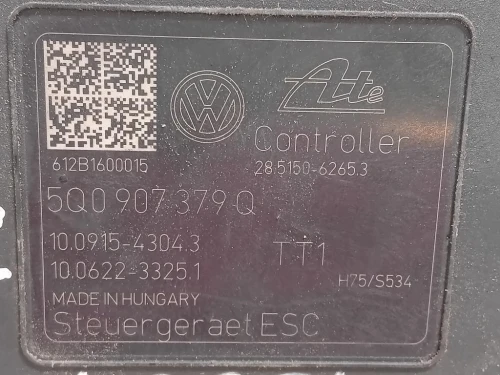 Ate
Controller
612B1600015
28.5150-6265.3
5Q0 907 379 Q
10.0915-4304.3
TT1
10.0622-3325.1
H75/S534
MADE IN HUNGARY
Steuergeraet ESC